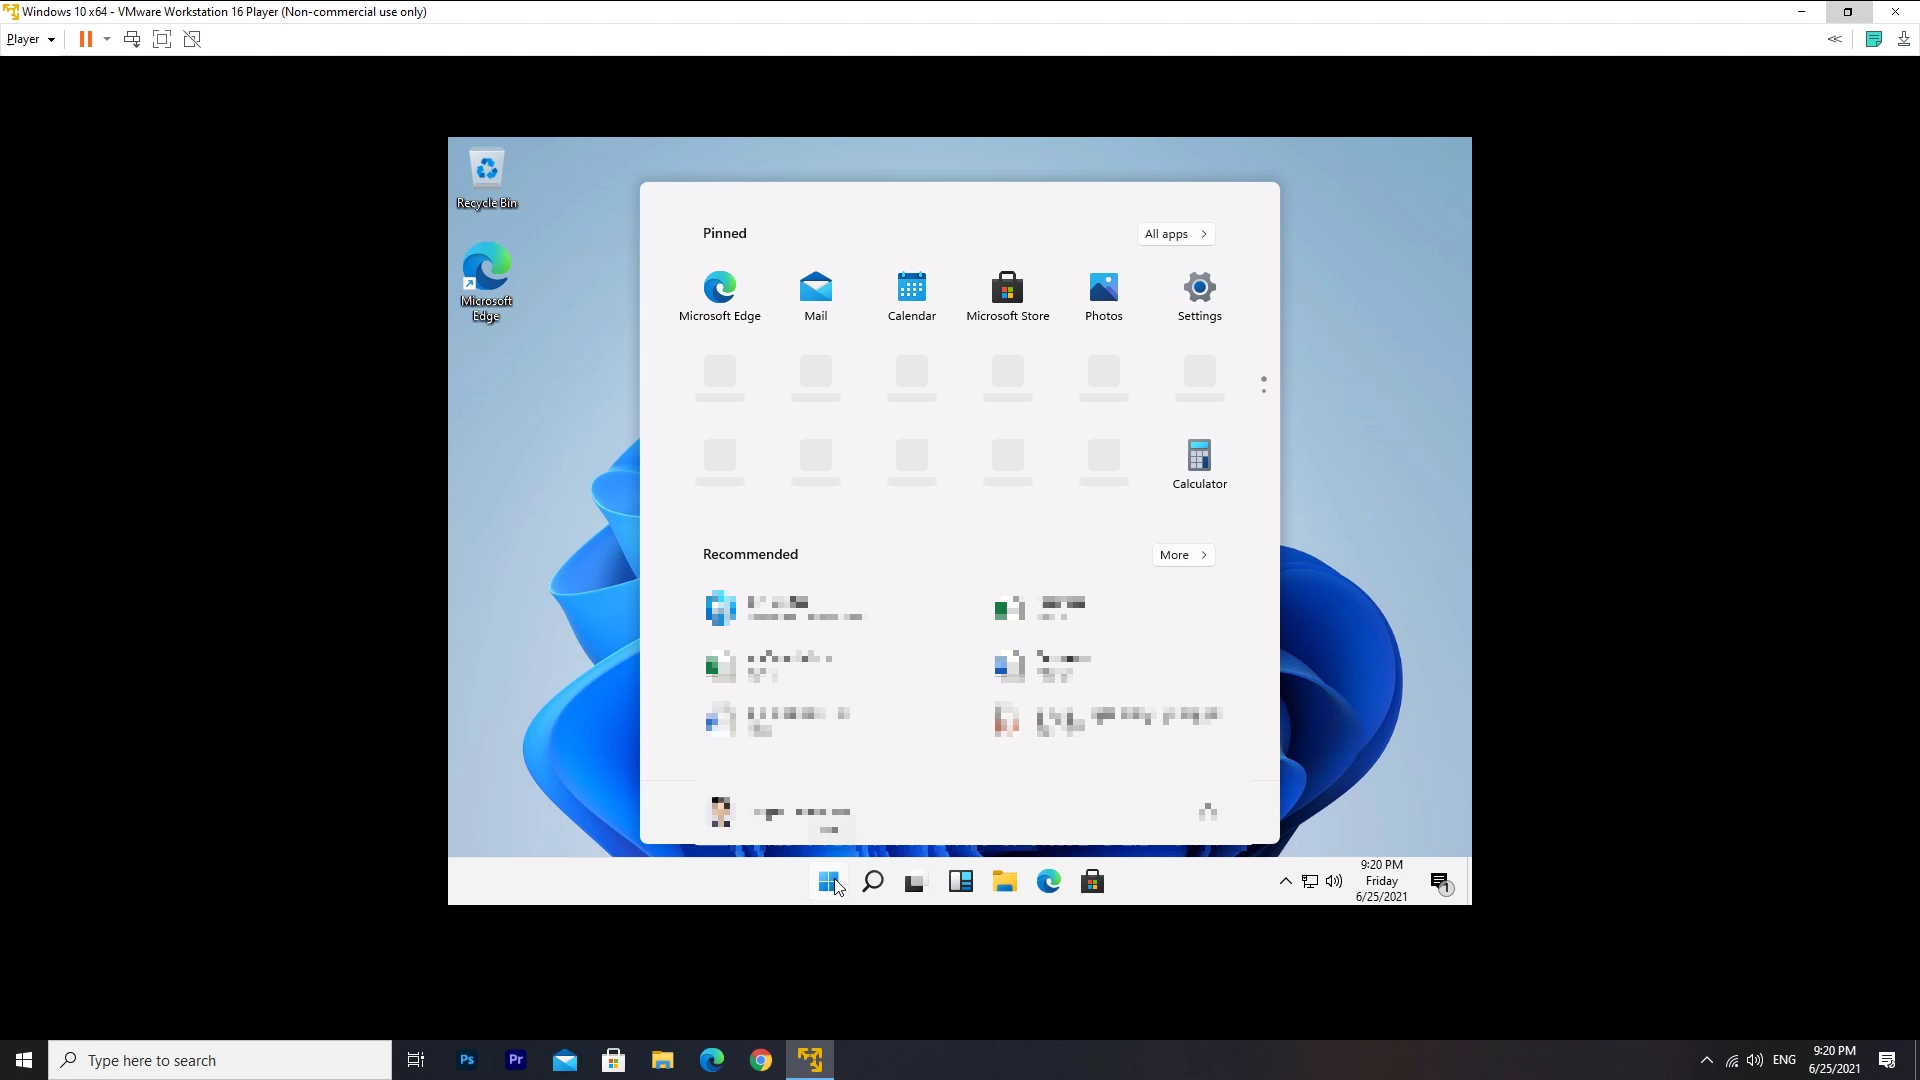 Windows 10 x64 - VMware Workstation 16 Player (Non-commercial use only)
Player
Recycle Bin
Microsoft
Edge
Pinned
All apps
Microsoft Edge
Mail
Calendar
Microsoft Store
Photos
Settings
Calculator
Recommended
More
9:20 PM
Friday
6/25/2021
1
Type here to search
Ps
Pr
ENG
9:20 PM
6/25/2021